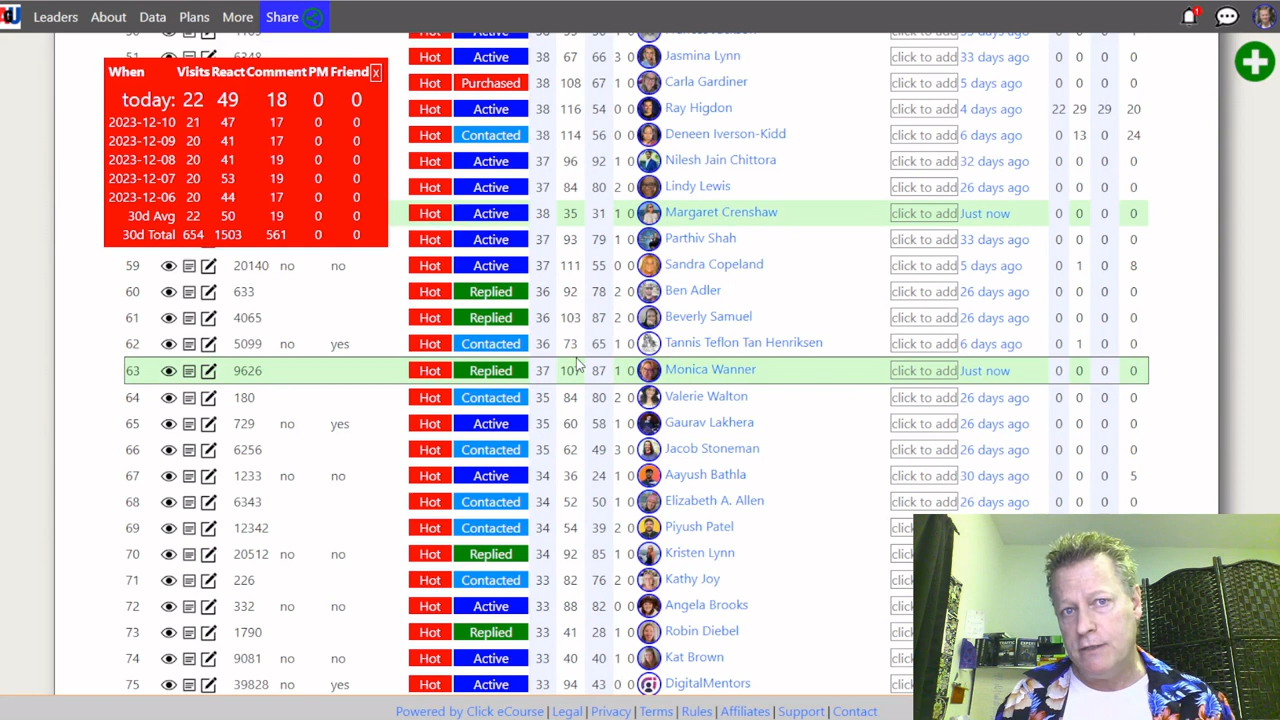 Leaders About Data Plans More Share 1
51 6348 Hot Active 38 67 66 3 0 Jasmina Lynn click to add 33 days ago 0 0 0 0
When Visits React Comment PM Friend X
today: 22 49 18 0 0
2023-12-10 21 47 17 0 0
2023-12-09 20 41 17 0 0
2023-12-08 20 41 19 0 0
2023-12-07 20 53 19 0 0
2023-12-06 20 44 17 0 0
30d Avg 22 50 19 0 0
30d Total 654 1503 561 0 0
Hot Purchased 38 108 67 1 0 Carla Gardiner click to add 5 days ago 0 0 0 0
Hot Active 38 116 54 0 0 Ray Higdon click to add 4 days ago 22 29 29 20
Hot Contacted 38 114 56 0 0 Deneen Iverson-Kidd click to add 6 days ago 0 13 0 24
Hot Active 37 96 92 1 0 Nilesh Jain Chittora click to add 32 days ago 0 0 0 0
Hot Active 37 84 80 2 0 Lindy Lewis click to add 26 days ago 0 0 0 0
Hot Active 38 35 31 1 0 Margaret Crenshaw click to add Just now 0 0 0 0
Hot Active 37 93 79 1 0 Parthiv Shah click to add 33 days ago 0 0 0 0
59 20140 no no Hot Active 37 111 55 0 0 Sandra Copeland click to add 5 days ago 0 1 0 8
60 633 Hot Replied 36 92 78 2 0 Ben Adler click to add 26 days ago 0 0 0 0
61 4065 Hot Replied 36 103 87 2 0 Beverly Samuel click to add 26 days ago 0 0 0 0
62 5099 no yes Hot Contacted 36 73 65 1 0 Tannis Teflon Tan Henriksen click to add 6 days ago 0 1 0 0
63 9626 Hot Replied 37 87 1 0 Monica Wanner click to add Just now 0 0 0 0
64 180 Hot Contacted 35 84 80 2 0 Valerie Walton click to add 26 days ago 0 0 0 0
65 729 no yes Hot Active 35 60 58 1 0 Gaurav Lakhera click to add 26 days ago 0 0 0 0
66 6256 Hot Contacted 35 62 49 3 0 Jacob Stoneman click to add 26 days ago 0 0 0 0
67 1233 no no Hot Active 34 36 24 1 0 Aayush Bathla click to add 30 days ago 0 0 0 5
68 6343 Hot Contacted 34 52 50 1 0 Elizabeth A. Allen click to add 26 days ago 0 0 0 0
69 12342 Hot Contacted 34 54 39 2 0 Piyush Patel click
70 20512 no no Hot Replied 34 92 85 1 0 Kristen Lynn click
71 226 Hot Contacted 33 82 76 2 0 Kathy Joy click
72 332 no no Hot Active 33 88 82 0 0 Angela Brooks click
73 1790 Hot Replied 33 41 28 1 0 Robin Diebel click
74 9081 no no Hot Active 33 40 40 1 0 Kat Brown click
75 39828 no yes Hot Active 33 94 43 0 0 DigitalMentors click
Powered by Click eCourse Legal | Privacy | Terms | Rules | Affiliates | Support | Contact